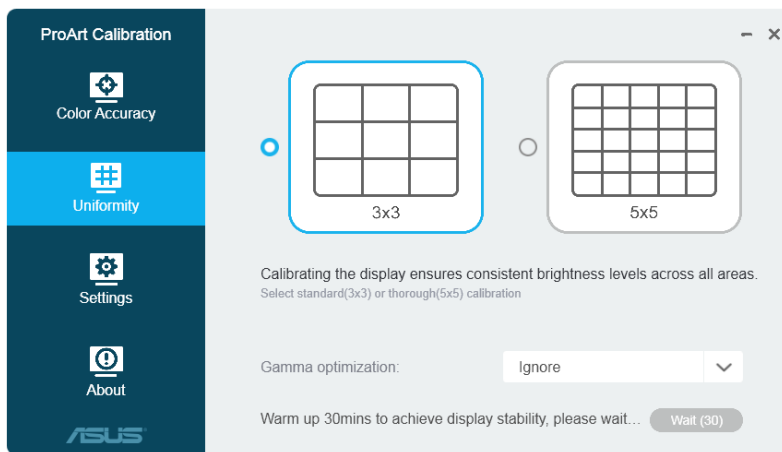 ProArt Calibration
Color Accuracy
Uniformity
Settings
About
ASUS
3x3
5x5
Calibrating the display ensures consistent brightness levels across all areas.
Select standard(3x3) or thorough(5x5) calibration
Gamma optimization:
Ignore
Warm up 30mins to achieve display stability, please wait...
Wait (30)